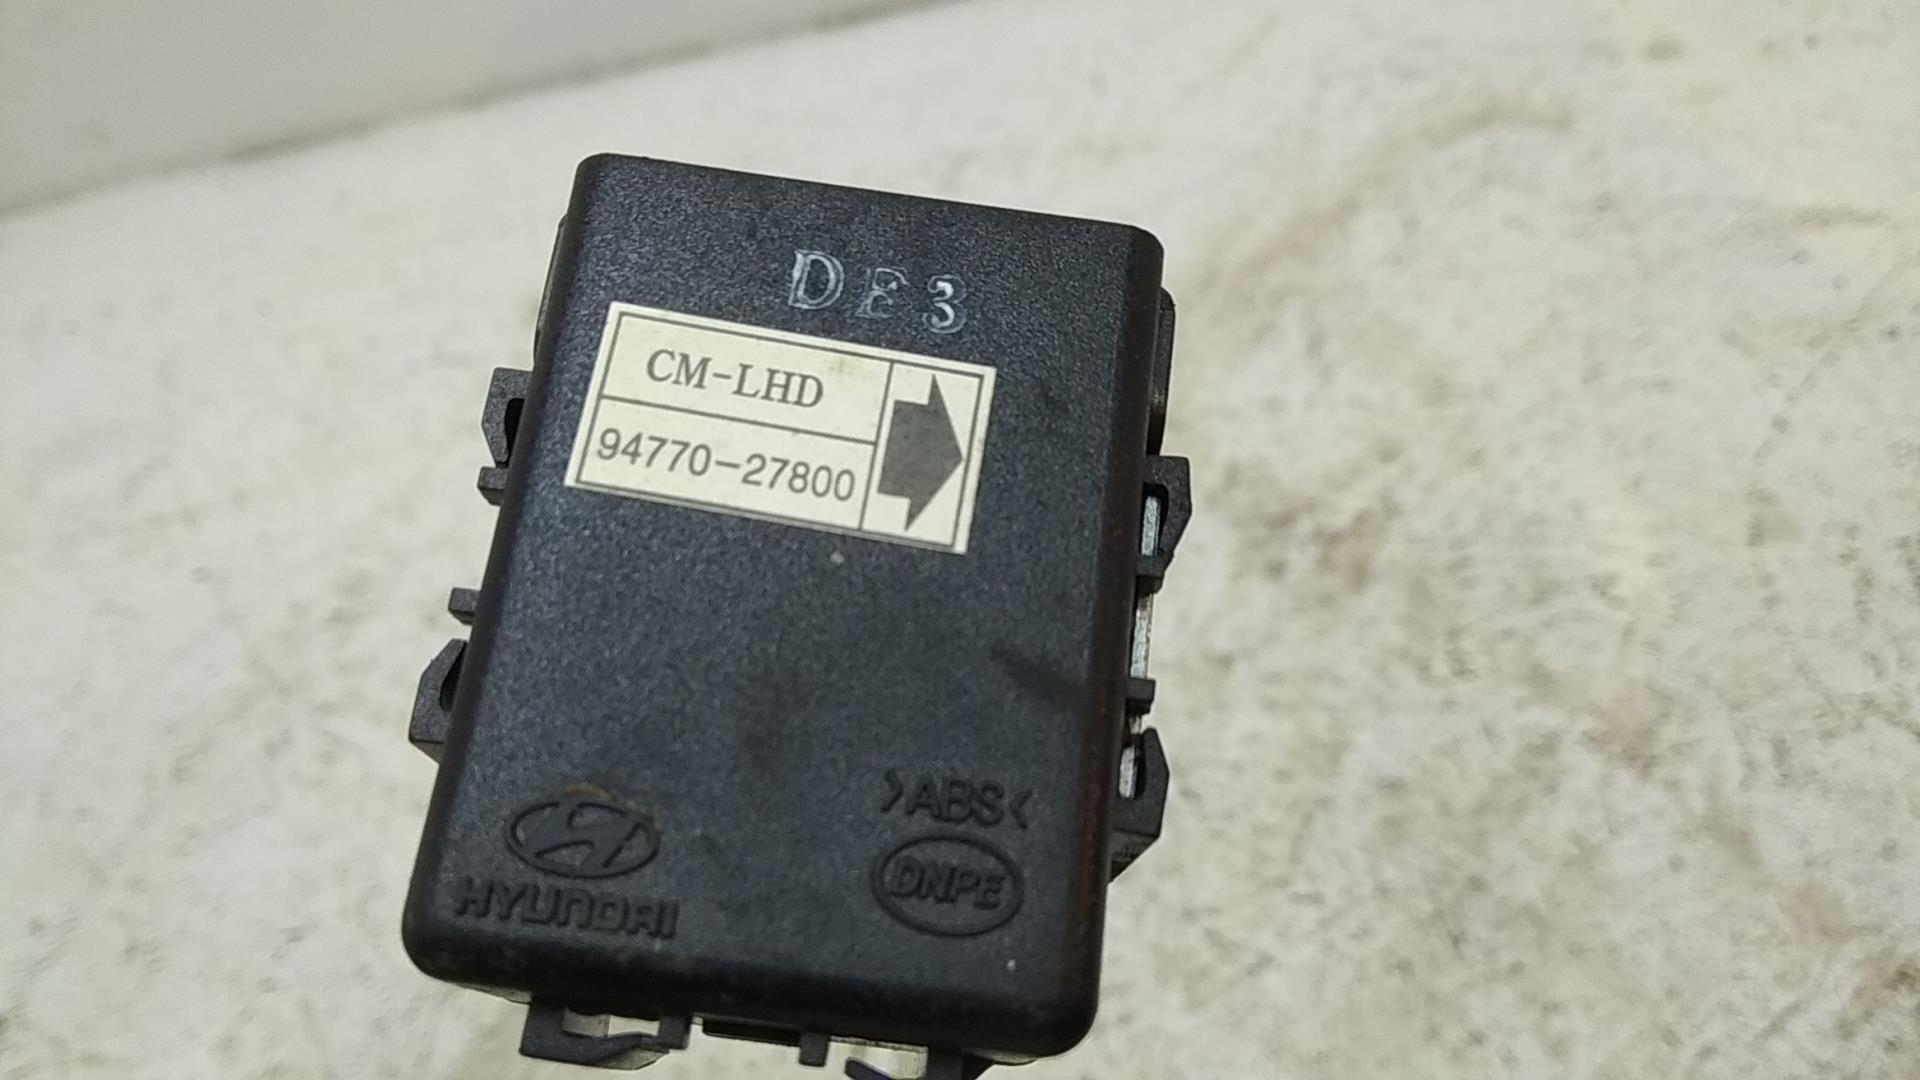 DE3
CM-LHD
94770-27800
>ABS<
HYUNDAI
DNPE